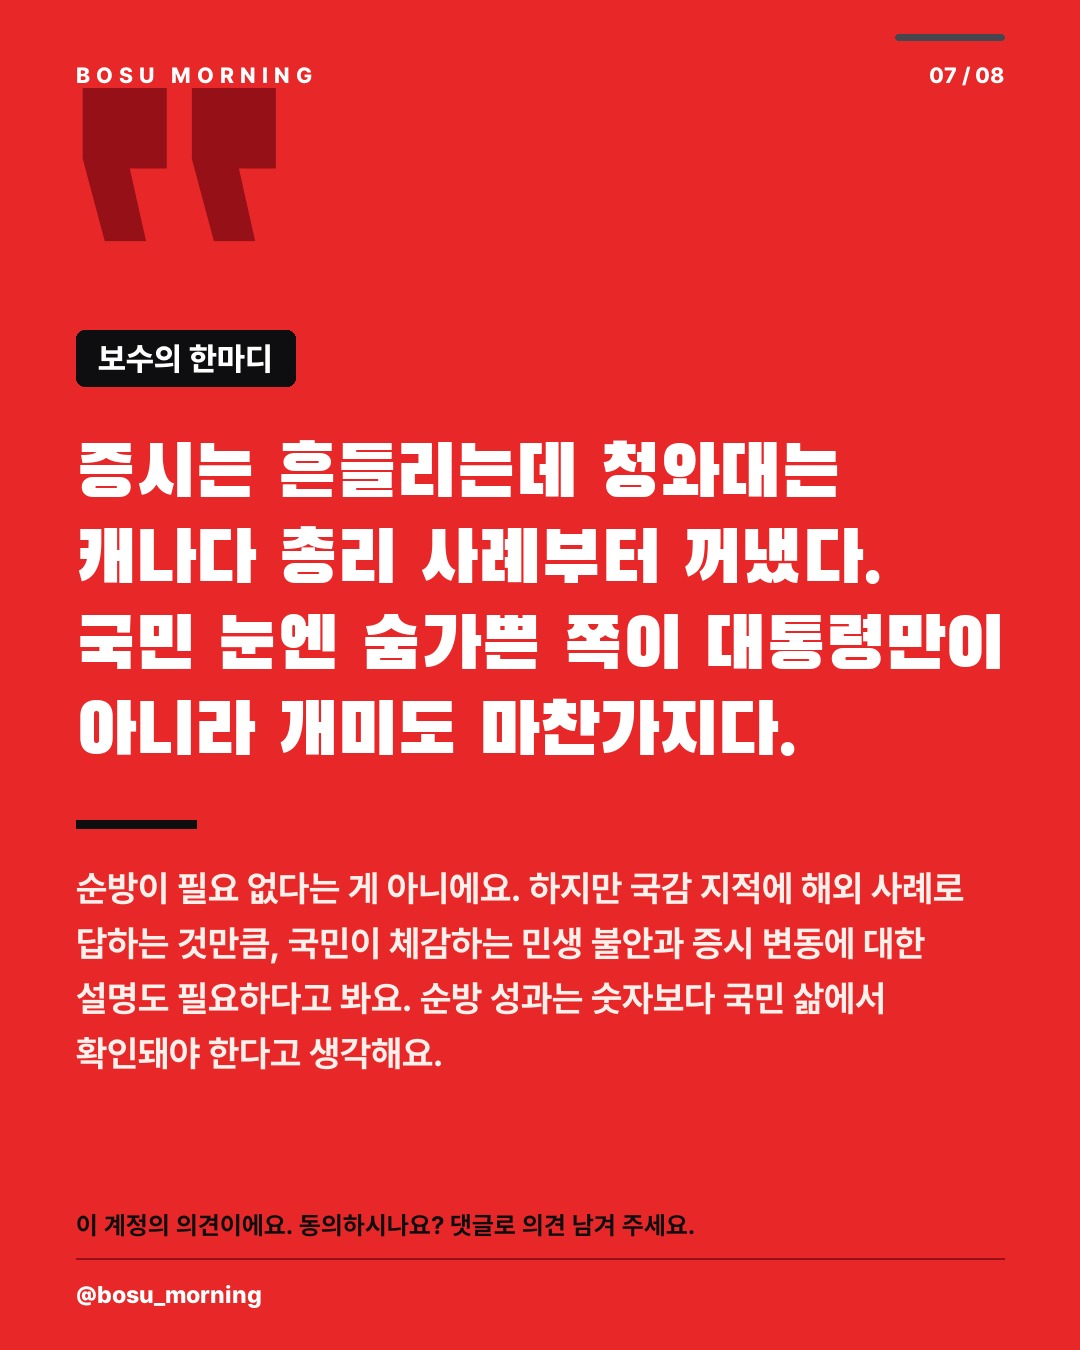 BOSU MORNING
07 / 08
보수의 한마디
증시는 흔들리는데 청와대는
캐나다 총리 사례부터 꺼냈다.
국민 눈엔 숨가쁜 쪽이 대통령만이
아니라 개미도 마찬가지다.
순방이 필요 없다는 게 아니에요. 하지만 국감 지적에 해외 사례로
답하는 것만큼, 국민이 체감하는 민생 불안과 증시 변동에 대한
설명도 필요하다고 봐요. 순방 성과는 숫자보다 국민 삶에서
확인돼야 한다고 생각해요.
이 계정의 의견이에요. 동의하시나요? 댓글로 의견 남겨 주세요.
@bosu_morning